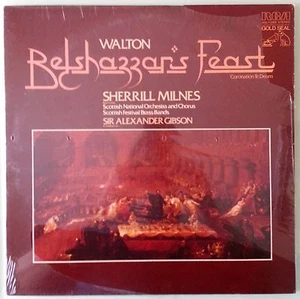 WALTON
RCA
GOLD SEAL
Belshazzar's Feast
Coronation Te Deum
SHERRILL MILNES
Scottish National Orchestra and Chorus
Scottish Festival Brass Bands
SIR ALEXANDER GIBSON